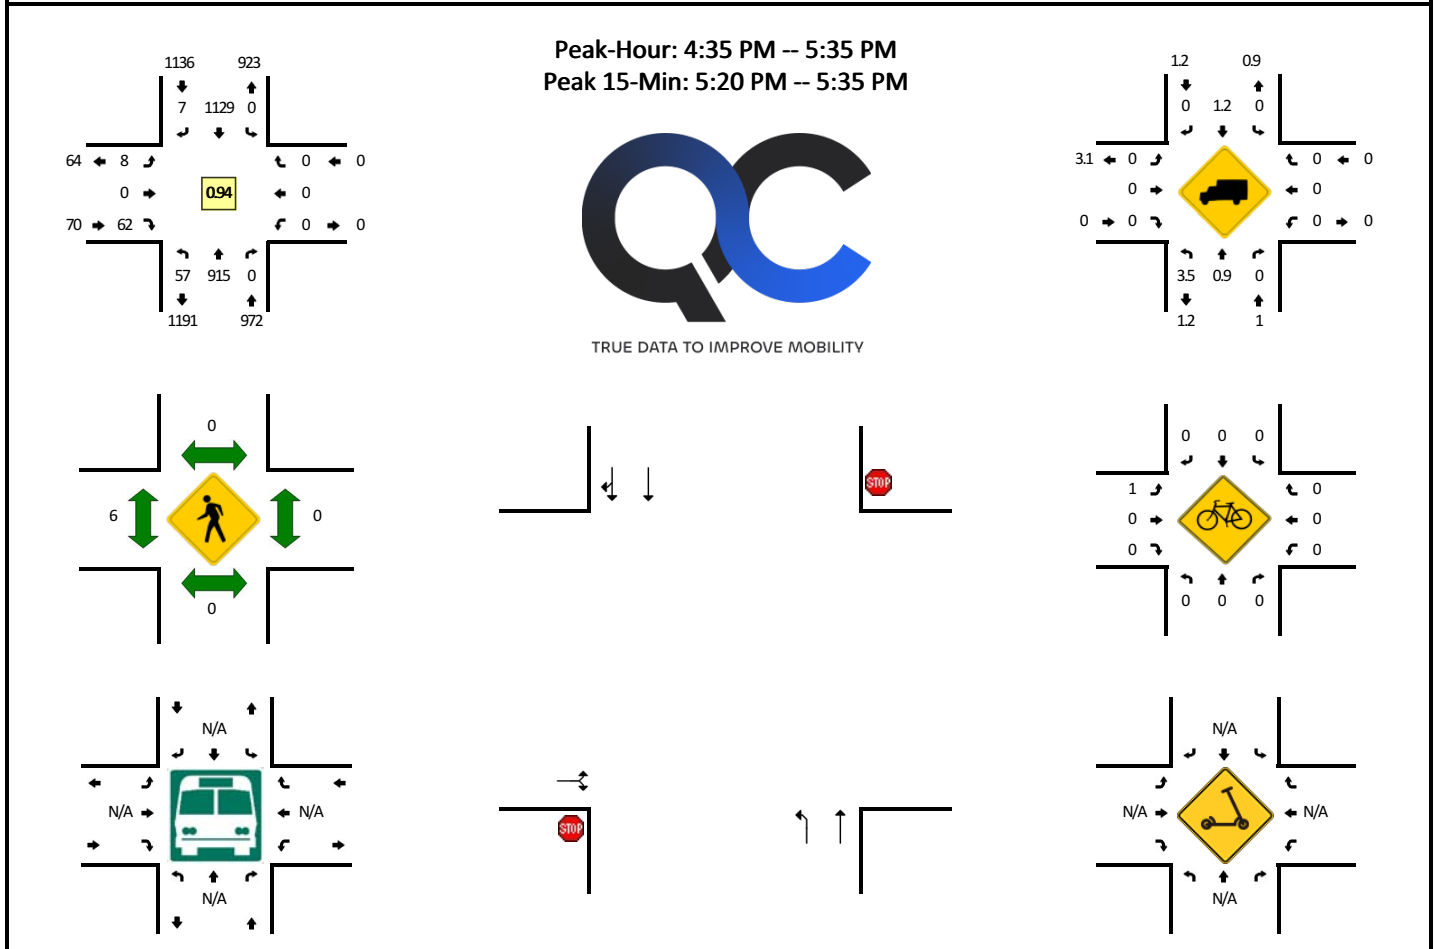 Peak-Hour: 4:35 PM -- 5:35 PM
Peak 15-Min: 5:20 PM -- 5:35 PM
1136 923
7 1129 0
64 8 0 0
0 0.94 0
70 62 0 0
57 915 0
1191 972
QC
TRUE DATA TO IMPROVE MOBILITY
1.2 0.9
0 1.2 0
3.1 0 0 0
0 0
0 0 0 0
3.5 0.9 0
1.2 1
0
6 0
0
STOP
STOP
0 0 0
1 0
0 0
0 0
0 0 0
N/A
N/A N/A
N/A
N/A
N/A N/A
N/A